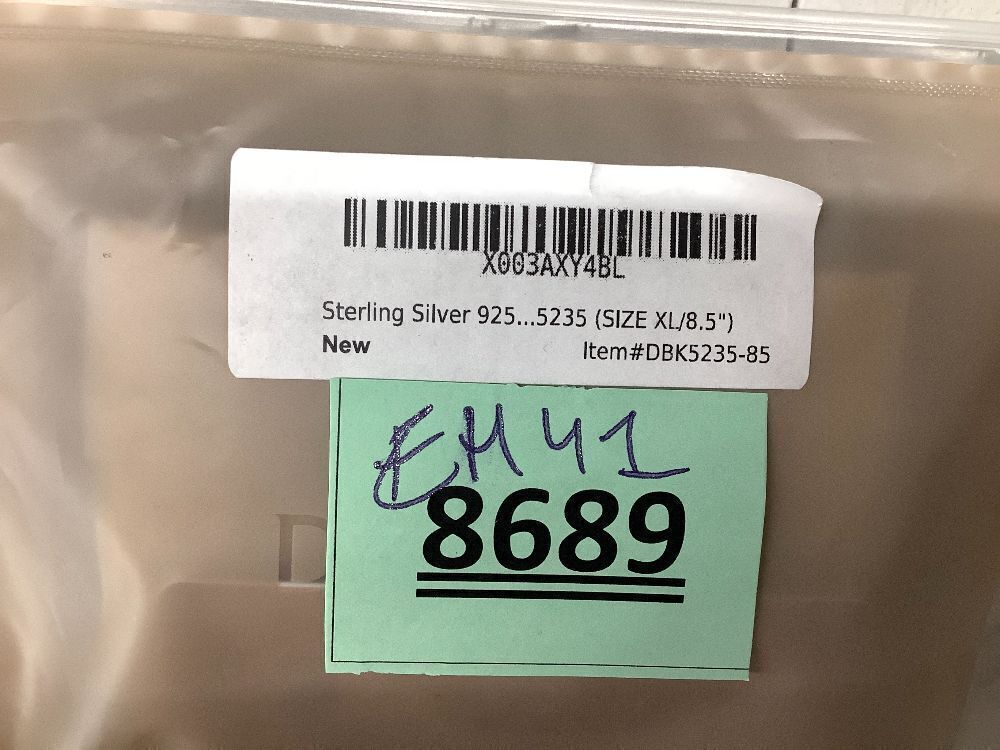 X003AXY4BL
Sterling Silver 925...5235 (SIZE XL/8.5")
New
Item#DBK5235-85
EM41
8689
D